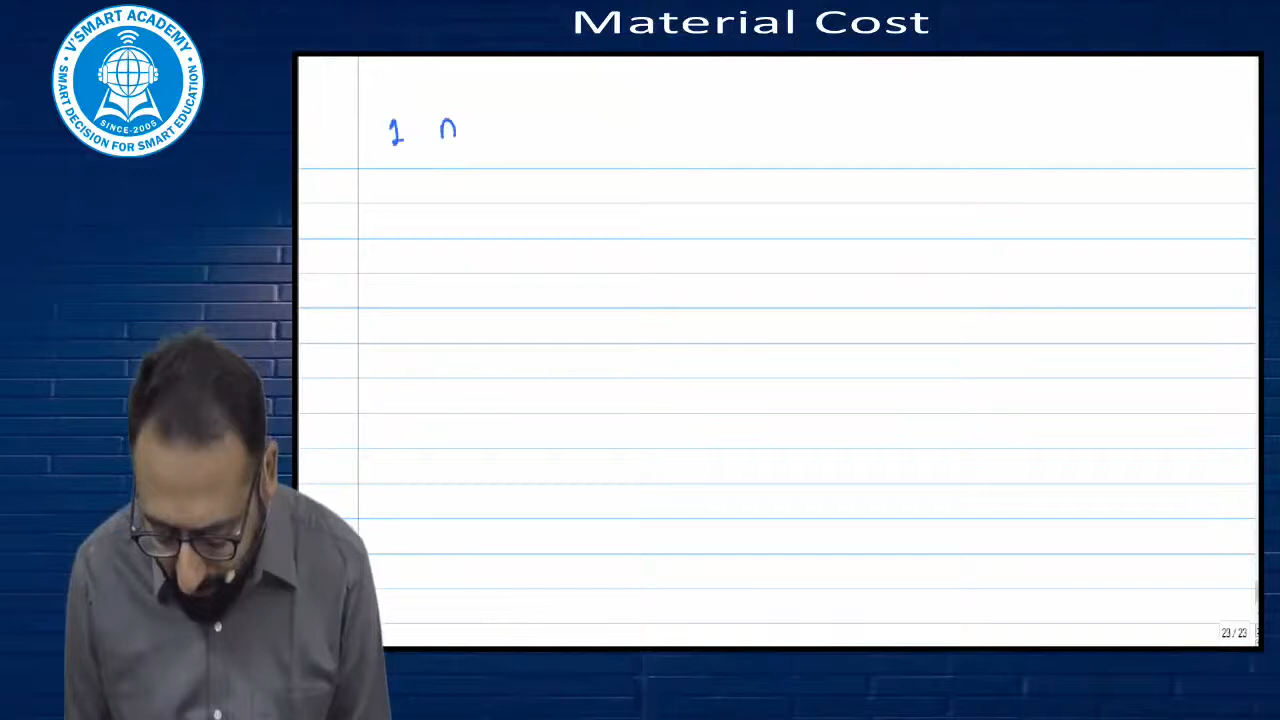 Material Cost
V'SMART ACADEMY
SINCE-2005
SMART DECISION FOR SMART EDUCATION
1 n
23/23